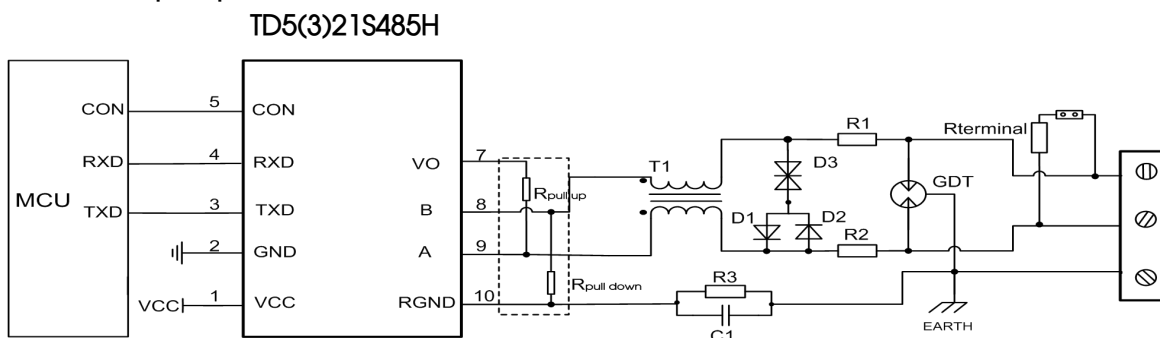 TD5(3)21S485H
MCU
CON
RXD
TXD
VCC
5
4
3
2
1
CON
RXD
TXD
GND
VCC
VO
B
A
RGND
7
8
9
10
Rpull up
Rpull down
T1
D3
D1
D2
R1
R2
GDT
Rterminal
R3
C1
EARTH